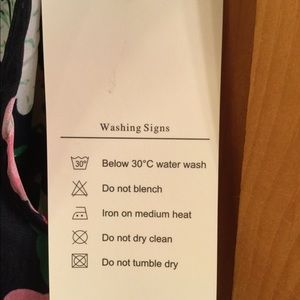 Washing Signs
30° Below 30°C water wash
Do not blench
Iron on medium heat
Do not dry clean
Do not tumble dry